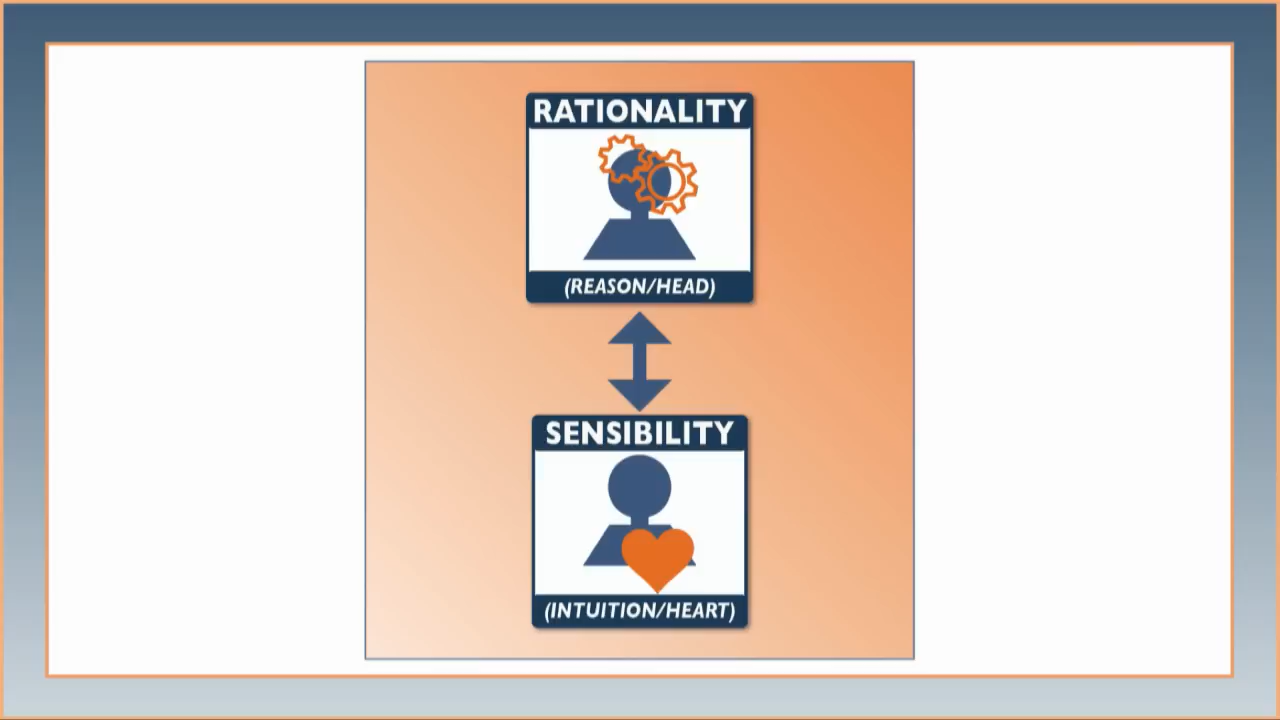 RATIONALITY
(REASON/HEAD)
SENSIBILITY
(INTUITION/HEART)